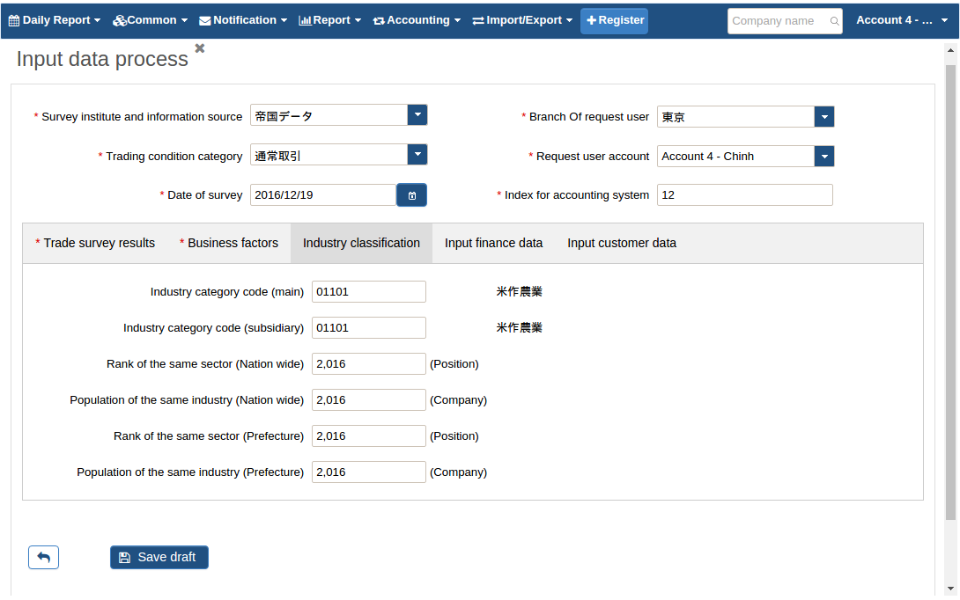 Daily Report Common Notification Report Accounting Import/Export Register Company name Account 4 - ...
Input data process
* Survey institute and information source 帝国データ * Branch Of request user 東京
* Trading condition category 通常取引 * Request user account Account 4 - Chinh
* Date of survey 2016/12/19 * Index for accounting system 12
* Trade survey results * Business factors Industry classification Input finance data Input customer data
Industry category code (main) 01101 米作農業
Industry category code (subsidiary) 01101 米作農業
Rank of the same sector (Nation wide) 2,016 (Position)
Population of the same industry (Nation wide) 2,016 (Company)
Rank of the same sector (Prefecture) 2,016 (Position)
Population of the same industry (Prefecture) 2,016 (Company)
Save draft